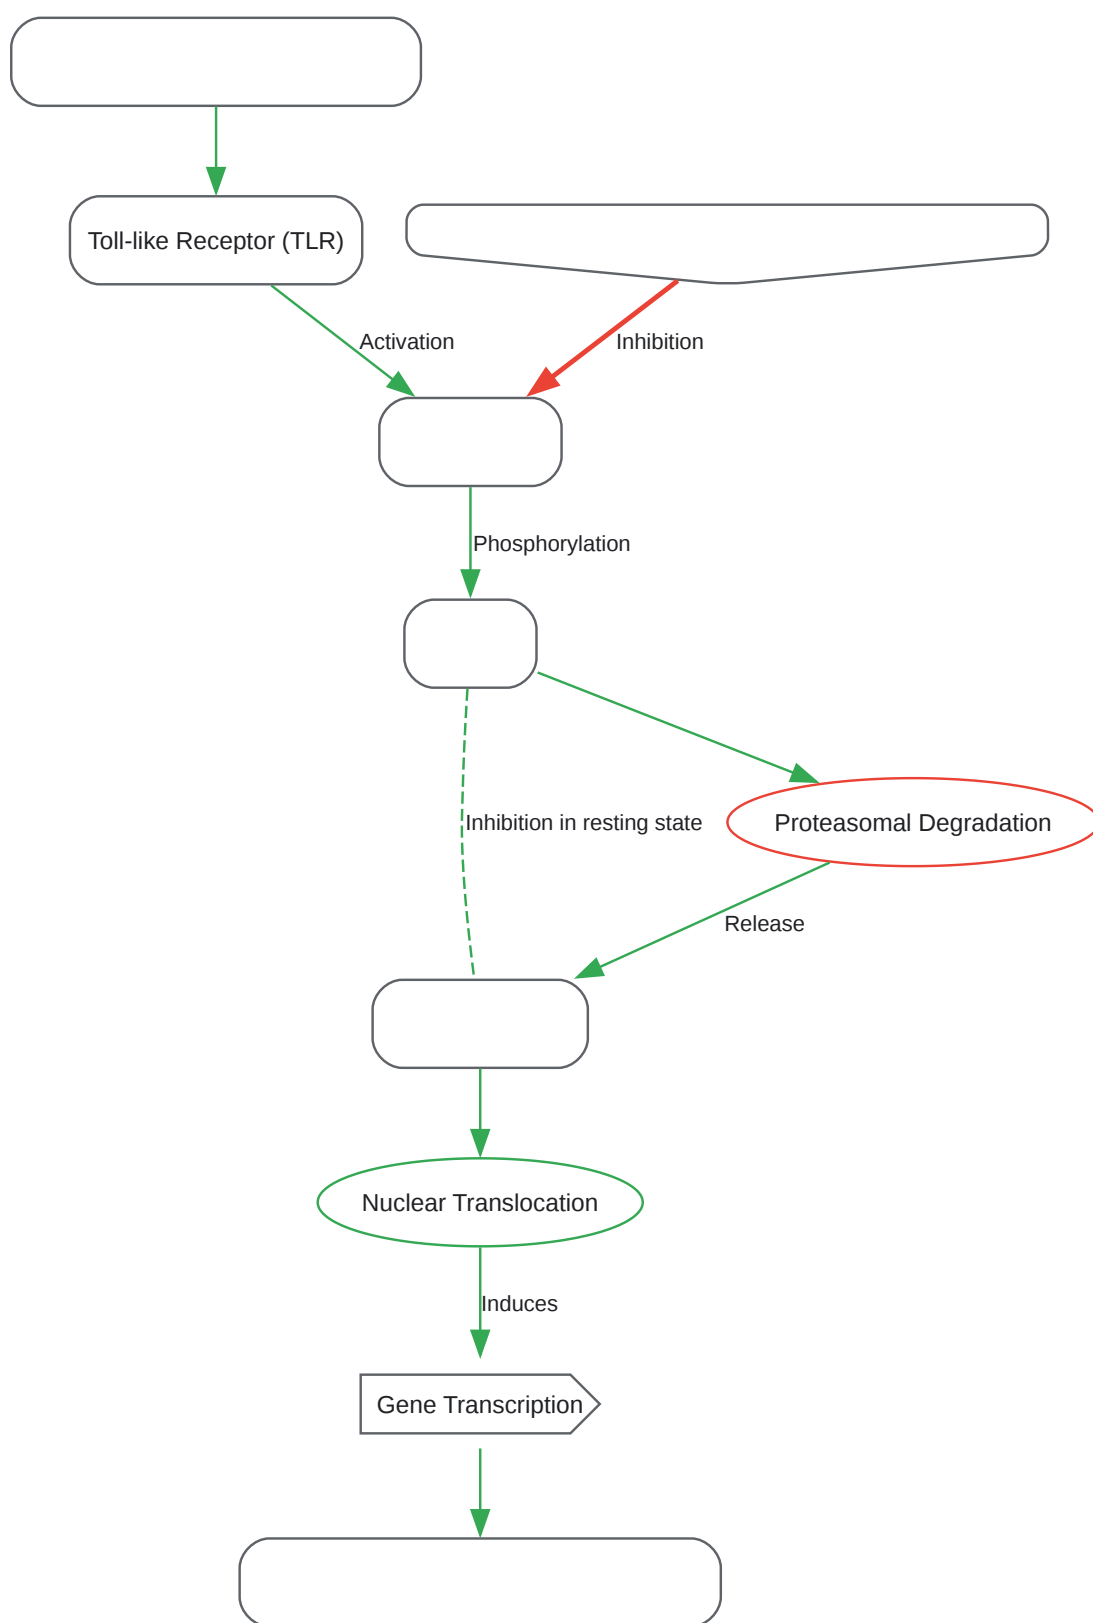 Toll-like Receptor (TLR)
Activation
Inhibition
Phosphorylation
Inhibition in resting state
Proteasomal Degradation
Release
Nuclear Translocation
Induces
Gene Transcription